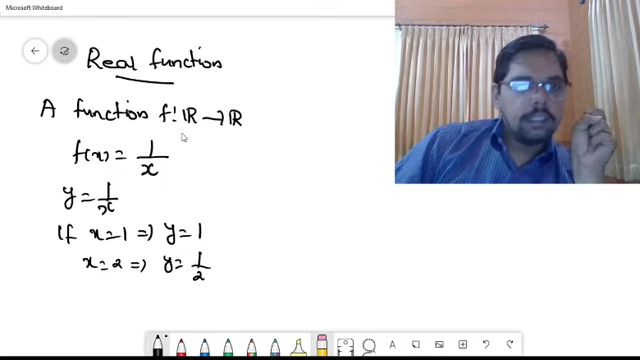 Microsoft Whiteboard
Real function
A function f: ℝ → ℝ
f(x) = 1/x
y = 1/x
If x=1 ⇒ y=1
x=2 ⇒ y=1/2